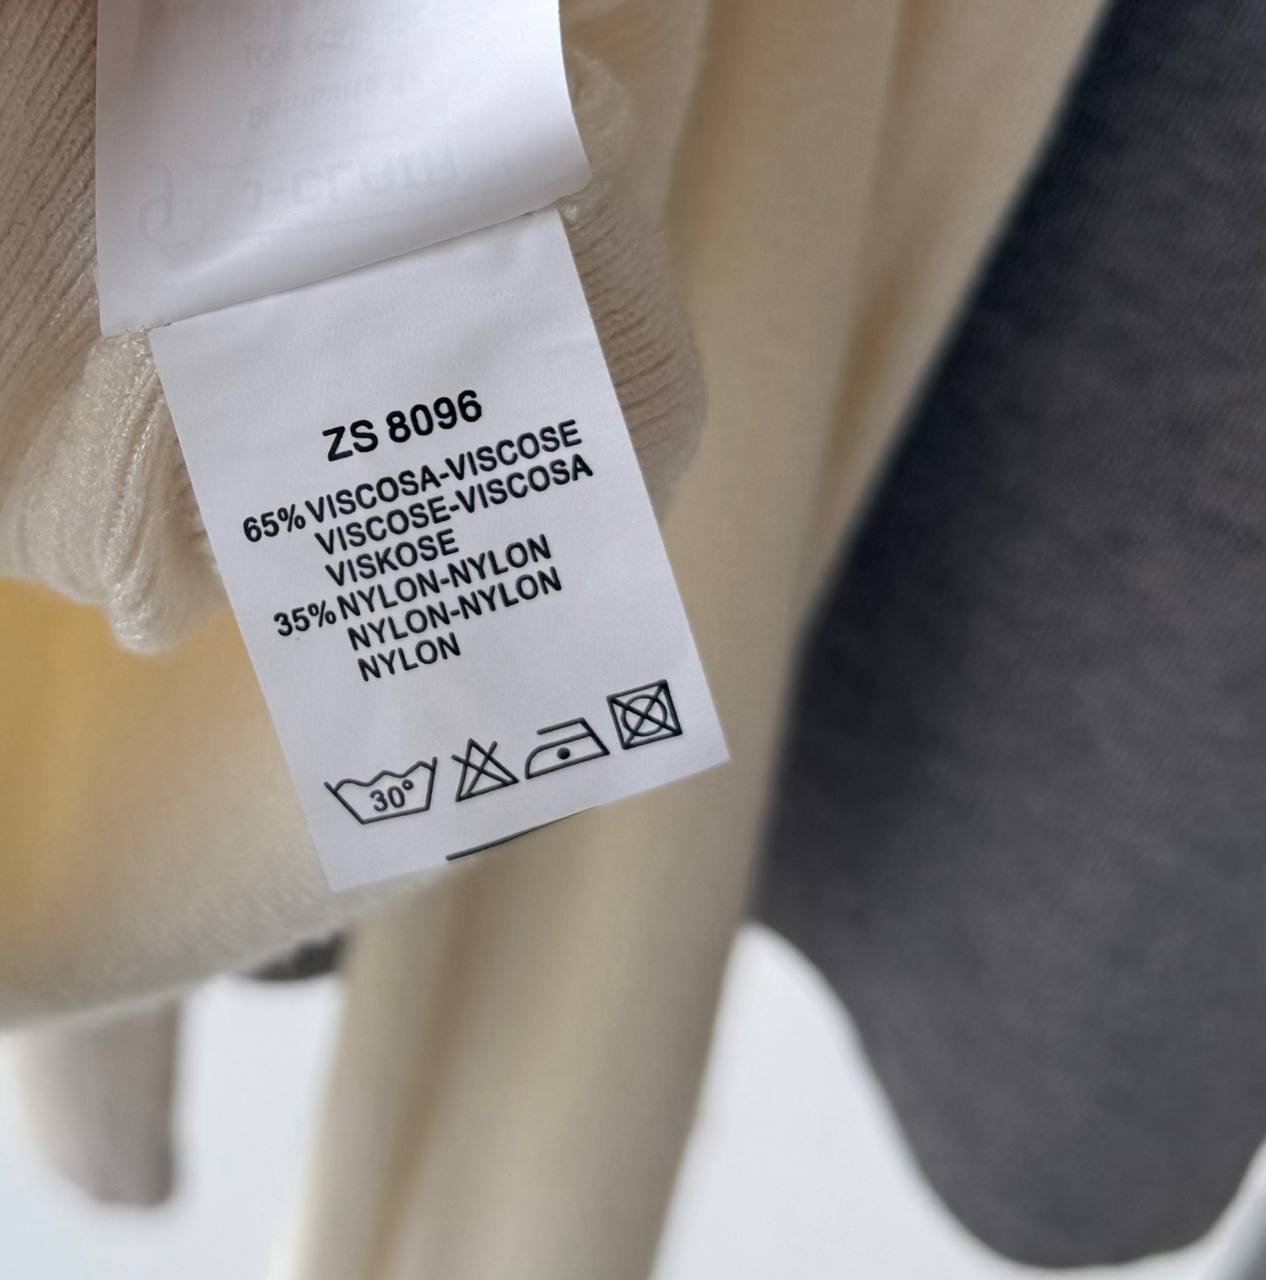 ZS 8096
65% VISCOSA-VISCOSE
VISCOSE-VISCOSA
VISKOSE
35% NYLON-NYLON
NYLON-NYLON
NYLON
30°